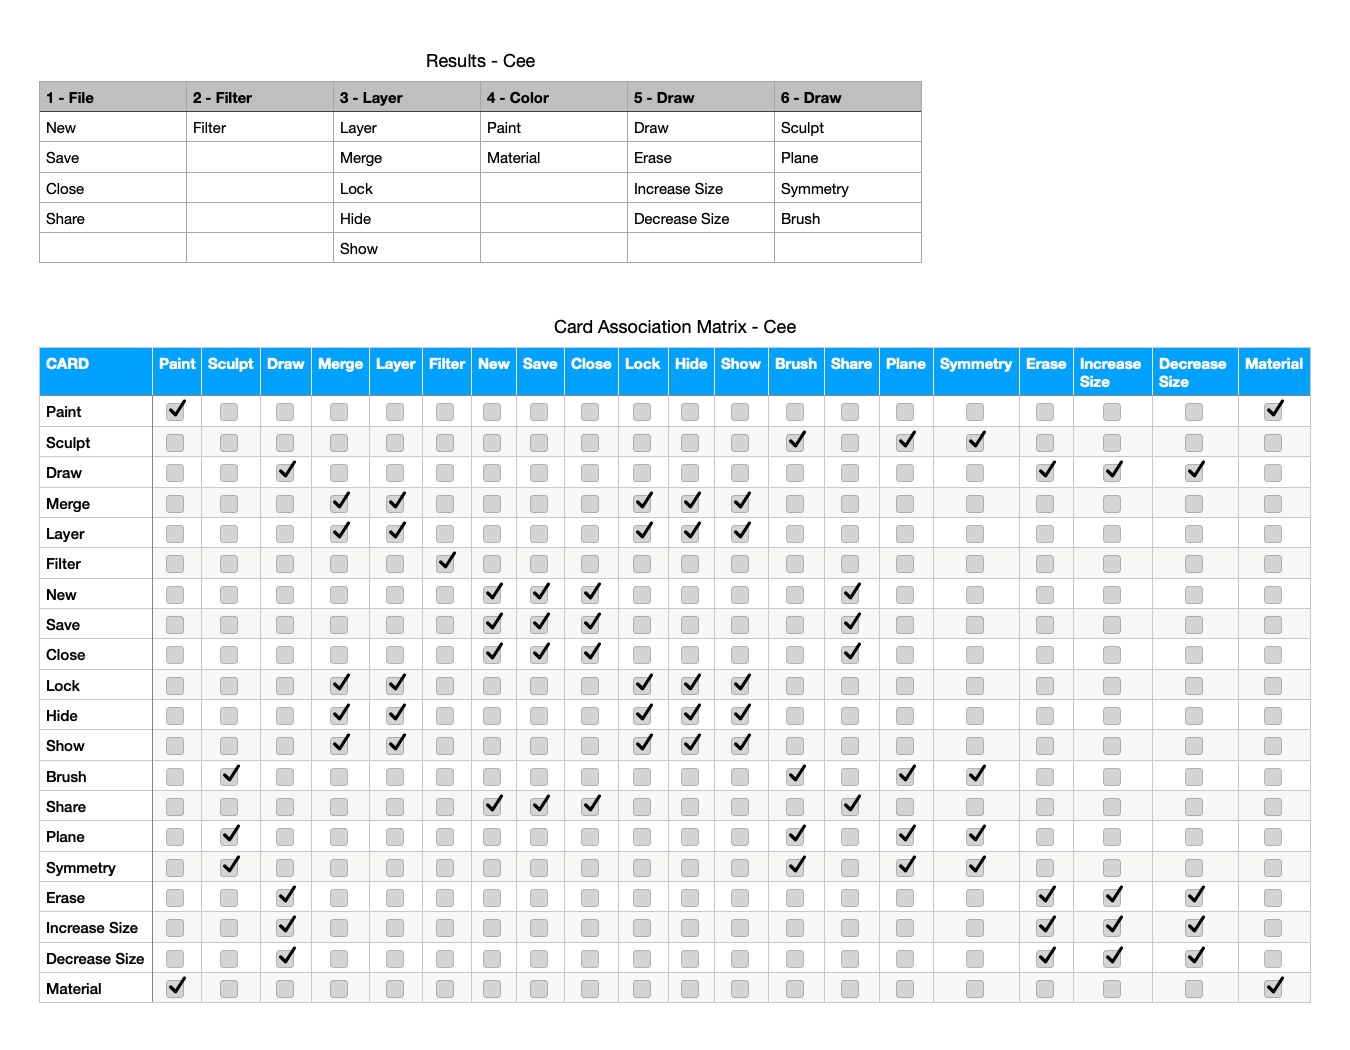 Results - Cee
1 - File 2 - Filter 3 - Layer 4 - Color 5 - Draw 6 - Draw
New Filter Layer Paint Draw Sculpt
Save Merge Material Erase Plane
Close Lock Increase Size Symmetry
Share Hide Decrease Size Brush
Show
Card Association Matrix - Cee
CARD Paint Sculpt Draw Merge Layer Filter New Save Close Lock Hide Show Brush Share Plane Symmetry Erase Increase Decrease Material
Size Size
Paint
Sculpt
Draw
Merge
Layer
Filter
New
Save
Close
Lock
Hide
Show
Brush
Share
Plane
Symmetry
Erase
Increase Size
Decrease Size
Material